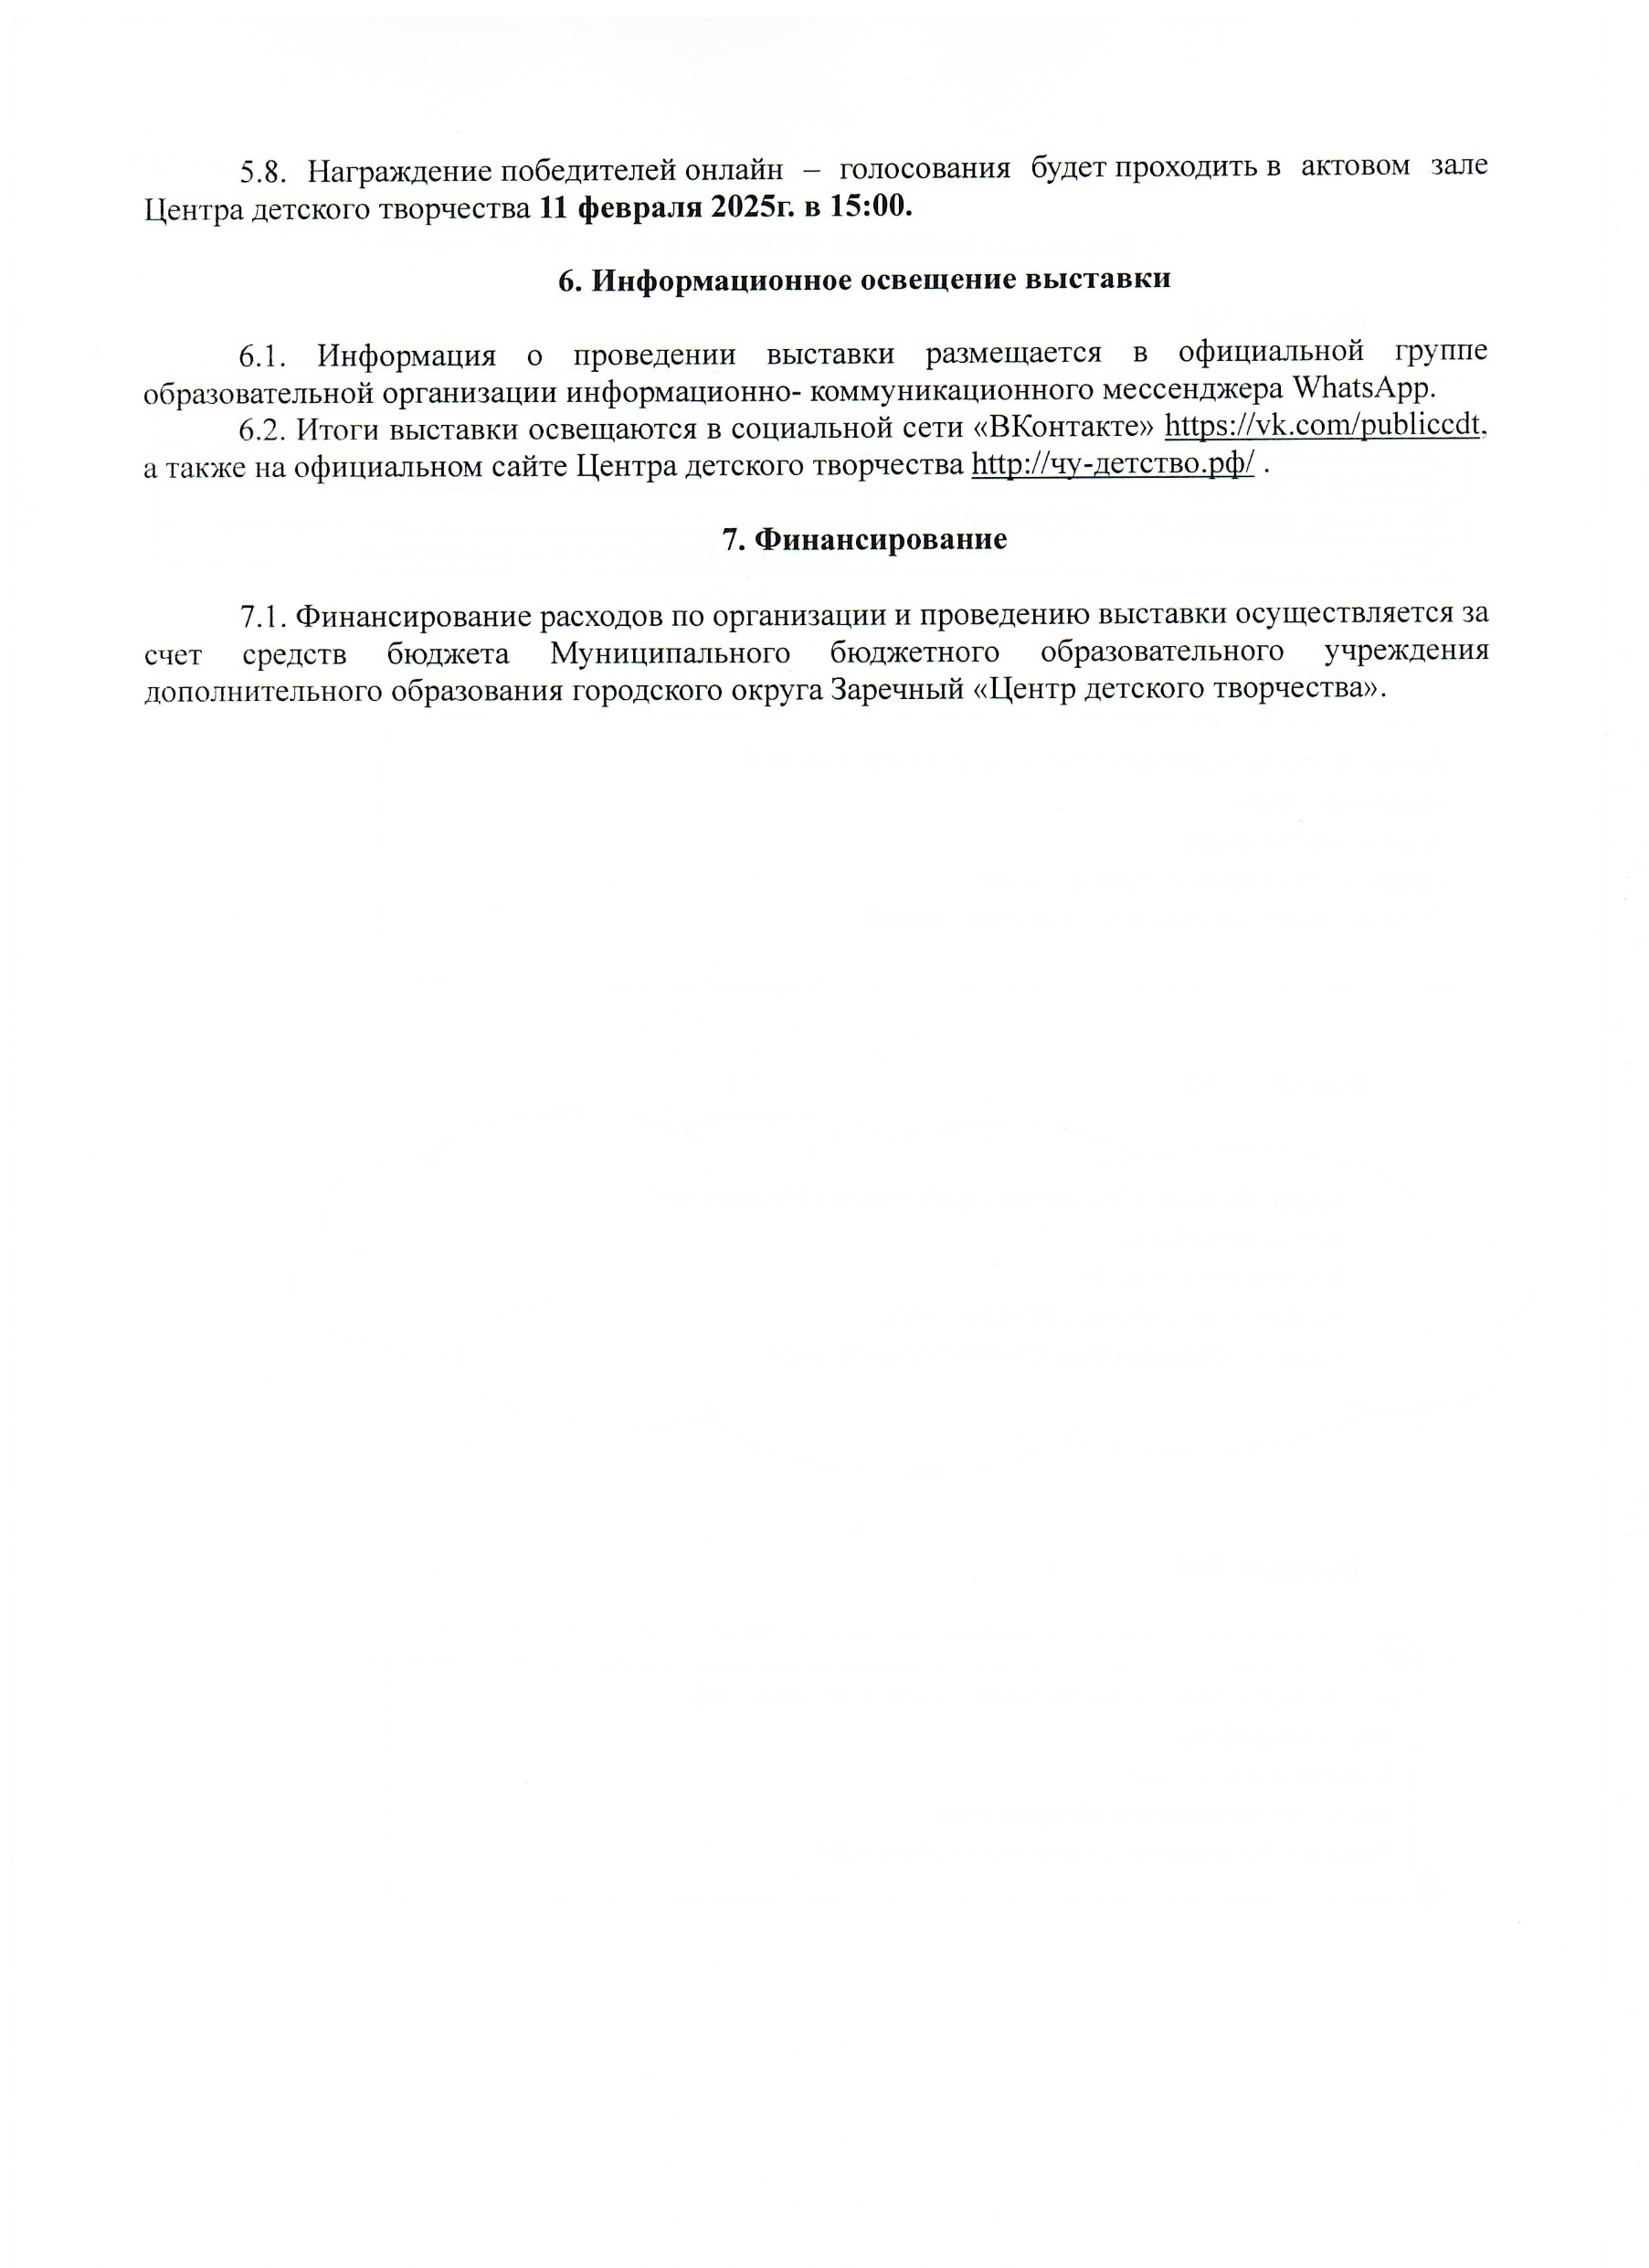 5.8. Награждение победителей онлайн – голосования будет проходить в актовом зале
Центра детского творчества 11 февраля 2025г. в 15:00.
6. Информационное освещение выставки
6.1. Информация о проведении выставки размещается в официальной группе
образовательной организации информационно- коммуникационного мессенджера WhatsApp.
6.2. Итоги выставки освещаются в социальной сети «ВКонтакте» https://vk.com/publiccdt,
а также на официальном сайте Центра детского творчества http://чу-детство.рф/ .
7. Финансирование
7.1. Финансирование расходов по организации и проведению выставки осуществляется за
счет средств бюджета Муниципального бюджетного образовательного учреждения
дополнительного образования городского округа Заречный «Центр детского творчества».